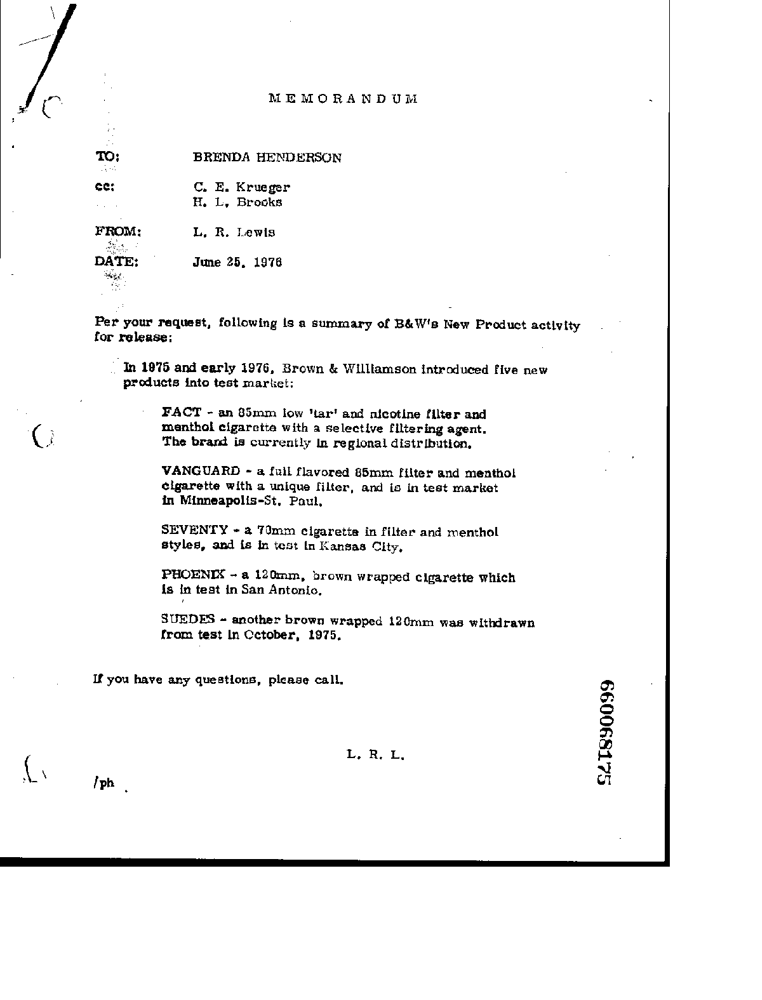 MEMORANDUM
TO: BRENDA HENDERSON
cc: C. E. Krueger
H. L. Brooks
FROM: L. R. Lewis
DATE: June 25, 1976
Per your request, following is a summary of B&W's New Product activity
for release:
In 1975 and early 1976, Brown & Williamson introduced five new
products into test market:
FACT - an 85mm low 'tar' and nicotine filter and
menthol cigarette with a selective filtering agent.
The brand is currently in regional distribution.
VANGUARD - a full flavored 85mm filter and menthol
cigarette with a unique filter, and is in test market
in Minneapolis-St. Paul.
SEVENTY - a 70mm cigarette in filter and menthol
styles, and is in test in Kansas City.
PHOENIX - a 120mm, brown wrapped cigarette which
is in test in San Antonio.
SUEDES - another brown wrapped 120mm was withdrawn
from test in October, 1975.
If you have any questions, please call.
L. R. L.
/ph
660068175